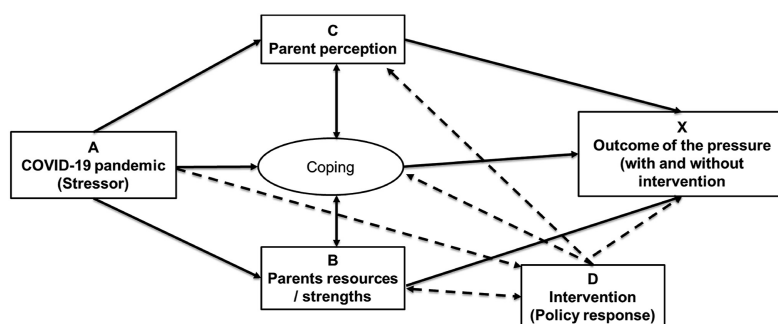 C
Parent perception
A
COVID-19 pandemic
(Stressor)
Coping
X
Outcome of the pressure
(with and without
intervention
B
Parents resources
/ strengths
D
Intervention
(Policy response)